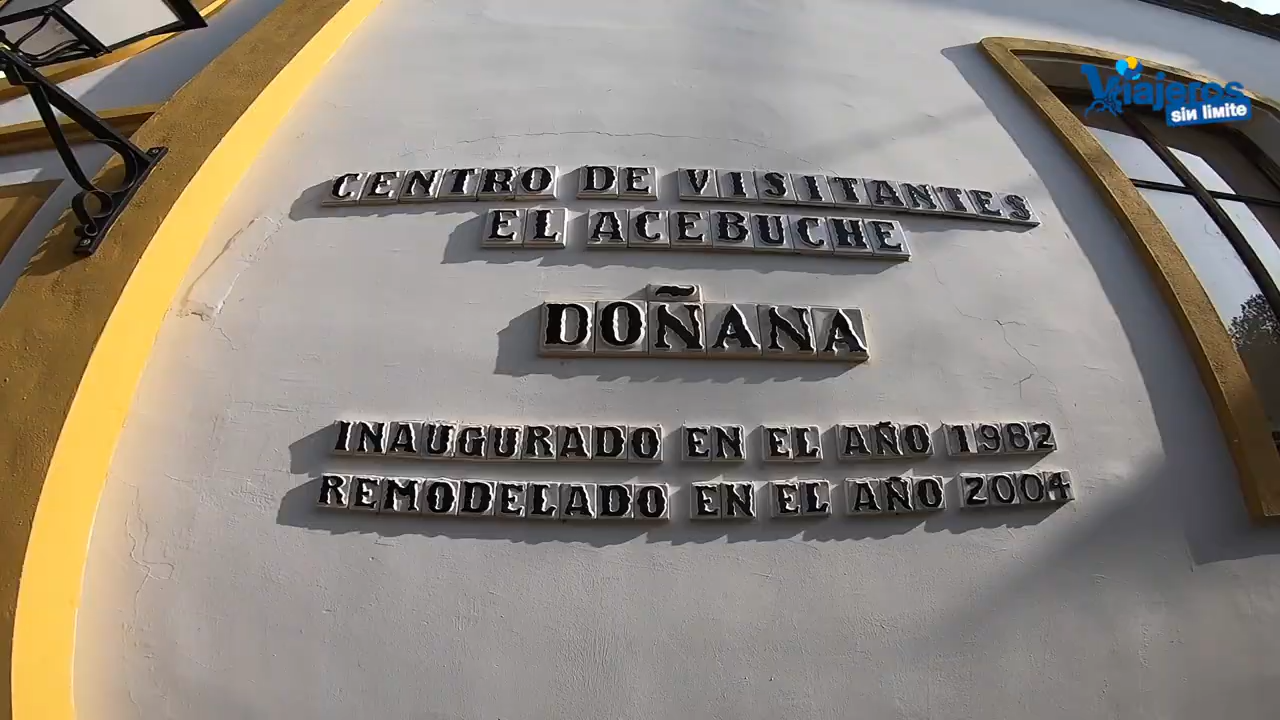 Viajeros
sin limite
CENTRO DE VISITANTES
EL ACEBUCHE
DOÑANA
INAUGURADO EN EL AÑO 1982
REMODELADO EN EL AÑO 2004